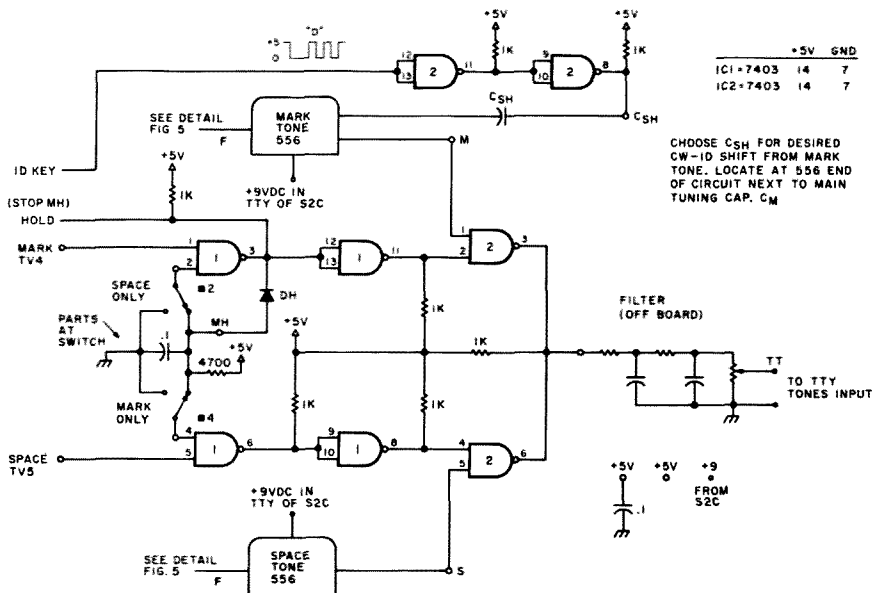 +5
0
"D"
+5V
+5V
1K
1K
12
13
2
11
9
10
2
8
+5V GND
IC1 = 7403 14 7
IC2 = 7403 14 7
SEE DETAIL
FIG 5
F
MARK
TONE
556
CSH
CSH
M
CHOOSE CSH FOR DESIRED
CW-ID SHIFT FROM MARK
TONE. LOCATE AT 556 END
OF CIRCUIT NEXT TO MAIN
TUNING CAP. CM
ID KEY
+5V
1K
+9VDC IN
TTY OF S2C
(STOP MH)
HOLD
MARK
TV4
1
2
1
3
12
13
1
11
1
2
2
3
SPACE
ONLY
■2
DH
MH
PARTS
AT
SWITCH
.1
+5V
4700
+5V
1K
1K
1K
1K
FILTER
(OFF BOARD)
TT
TO TTY
TONES INPUT
MARK
ONLY
■4
SPACE
TV5
4
5
1
6
9
10
1
8
4
5
2
6
+9VDC IN
TTY OF S2C
+5V
.1
+5V
+9
FROM
S2C
SEE DETAIL
FIG. 5
F
SPACE
TONE
556
S